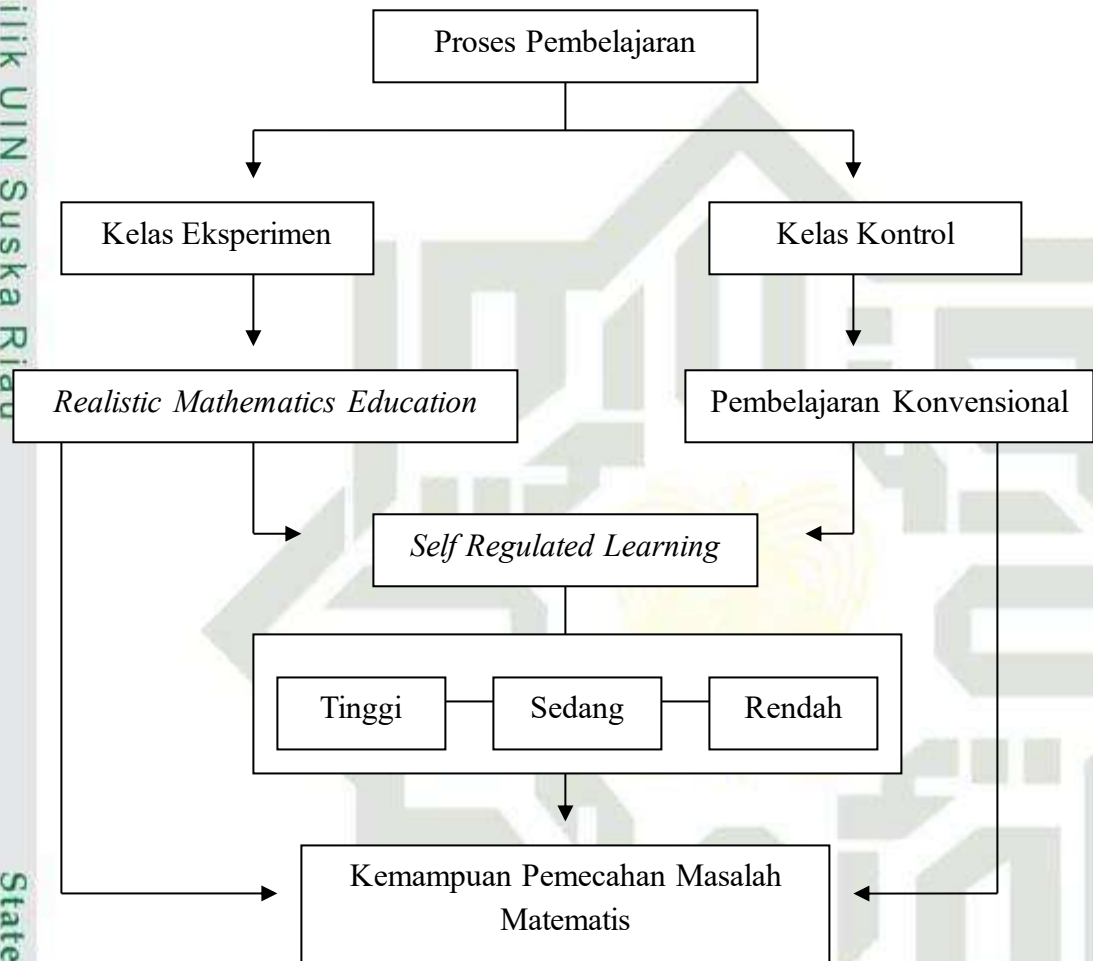 ilik UIN Suska Riau
Proses Pembelajaran
Kelas Eksperimen
Kelas Kontrol
Realistic Mathematics Education
Pembelajaran Konvensional
Self Regulated Learning
Tinggi
Sedang
Rendah
Kemampuan Pemecahan Masalah
Matematis
State